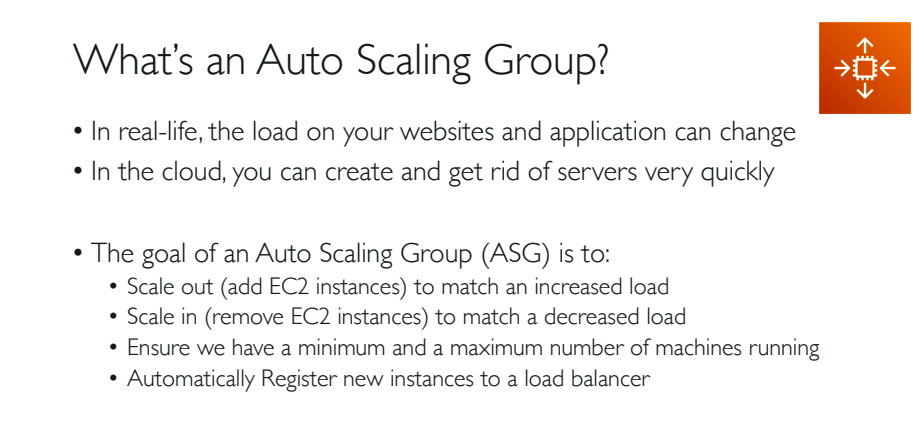 What's an Auto Scaling Group?
• In real-life, the load on your websites and application can change
• In the cloud, you can create and get rid of servers very quickly
• The goal of an Auto Scaling Group (ASG) is to:
• Scale out (add EC2 instances) to match an increased load
• Scale in (remove EC2 instances) to match a decreased load
• Ensure we have a minimum and a maximum number of machines running
• Automatically Register new instances to a load balancer